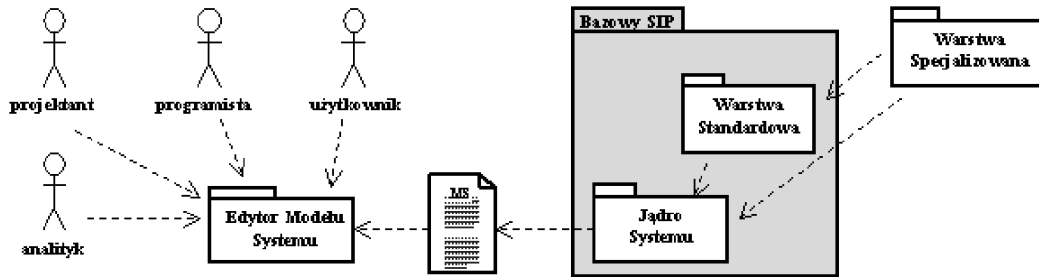 Bazowy SIP
Warstwa
Specjalizowana
projektant
programista
użytkownik
Warstwa
Standardowa
analityk
Edytor Modelu
Systemu
MS
Jądro
Systemu